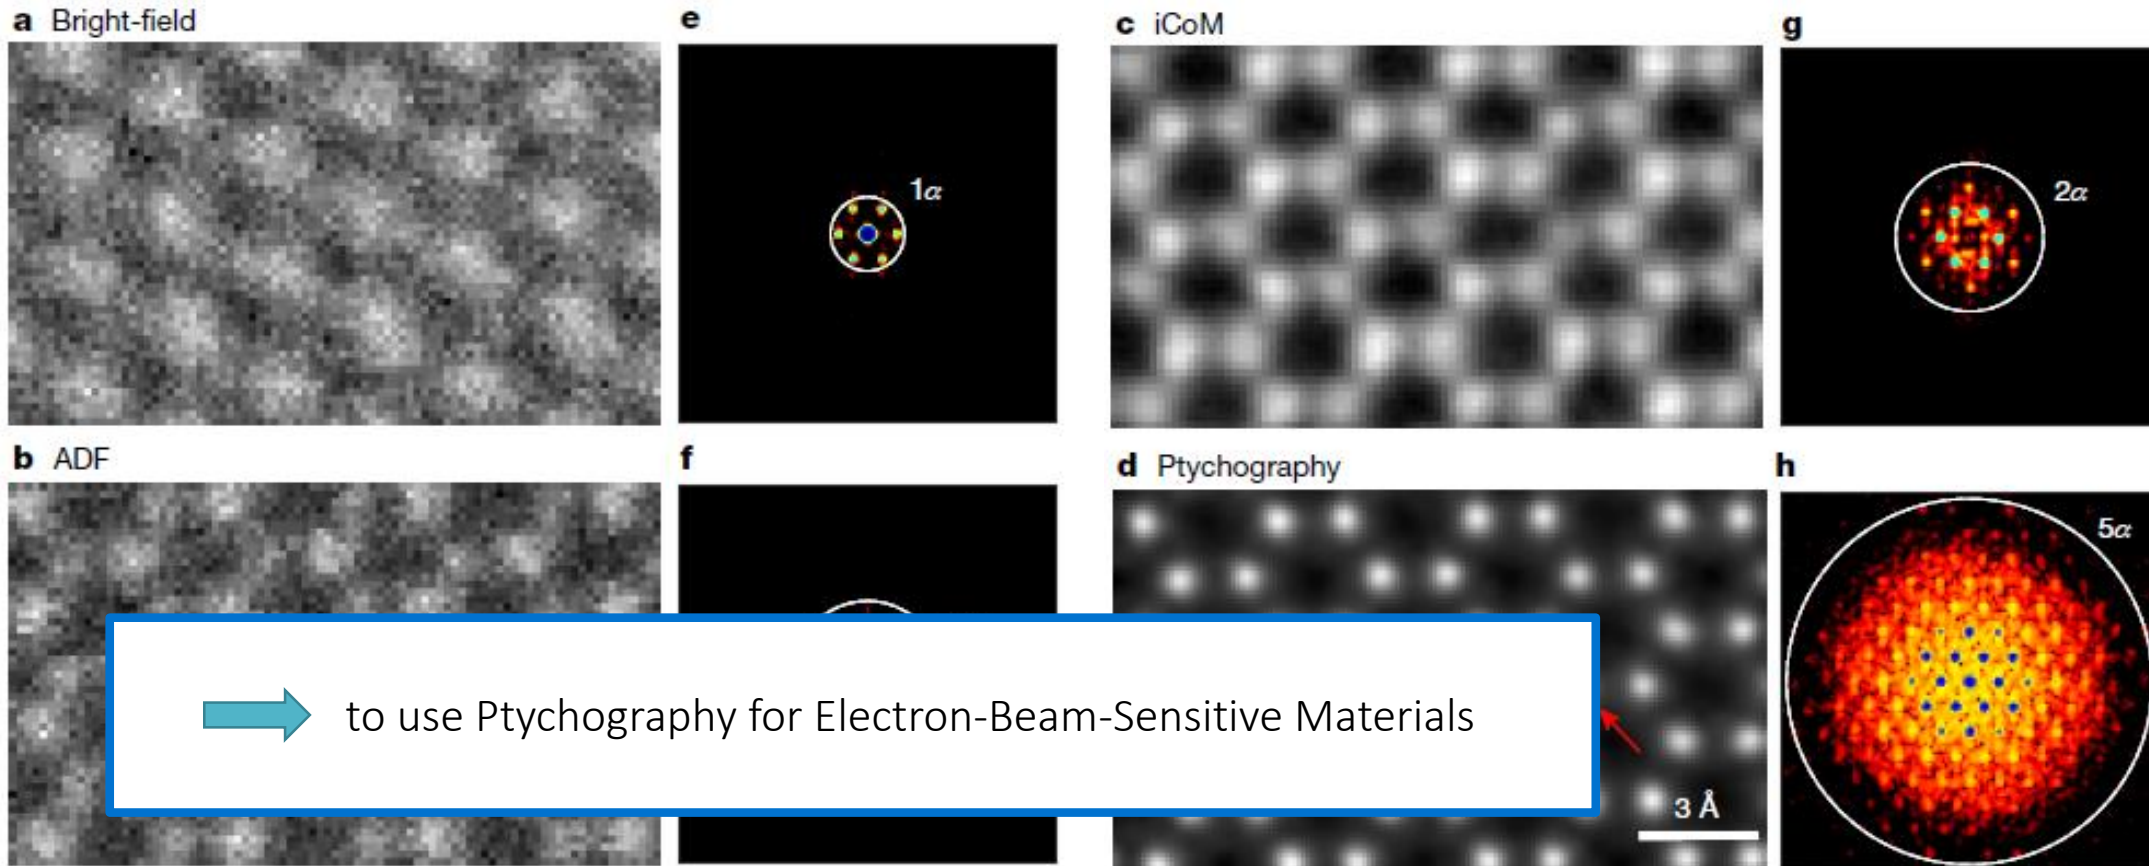 a Bright-field
e
1α
c iCoM
g
2α
b ADF
f
d Ptychography
h
5α
to use Ptychography for Electron-Beam-Sensitive Materials
3 Å